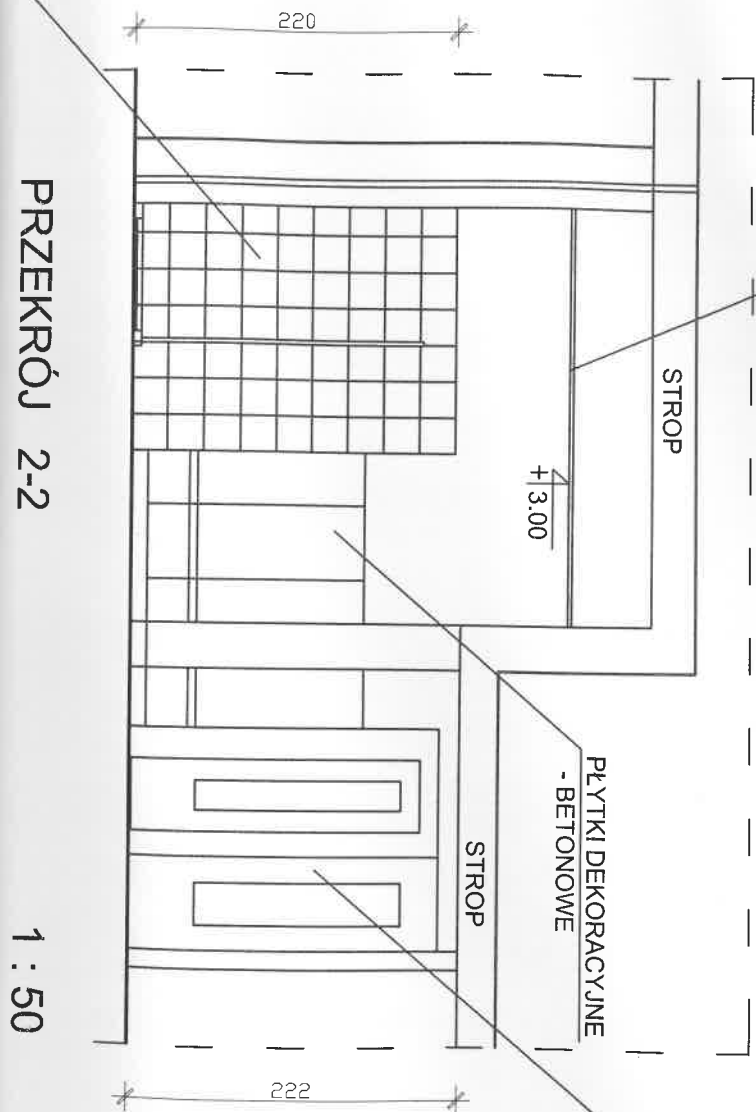 220
STROP
+3.00
PŁYTKI DEKORACYJNE
- BETONOWE
STROP
222
PRZEKRÓJ 2-2
1 : 50